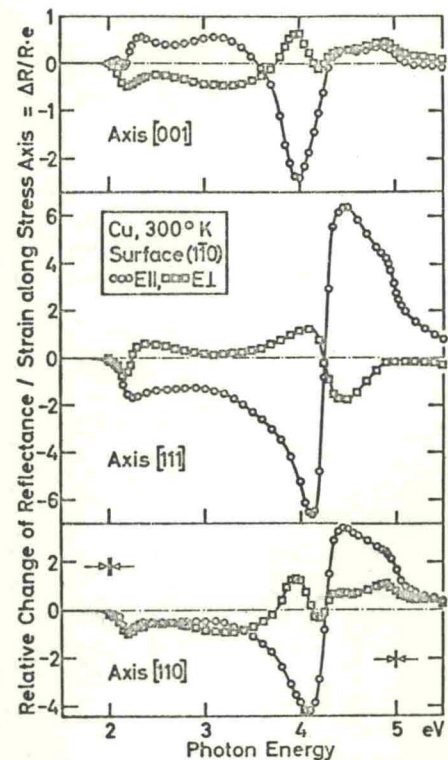 Relative Change of Reflectance / Strain along Stress Axis = ΔR/R·e
1
0
-1
-2
Axis [001]
6
4
2
0
-2
-4
-6
Cu, 300° K
Surface (11̅0)
○○○E||, □□□E⊥
Axis [111]
2
0
-2
-4
Axis [110]
2
3
4
5
eV
Photon Energy